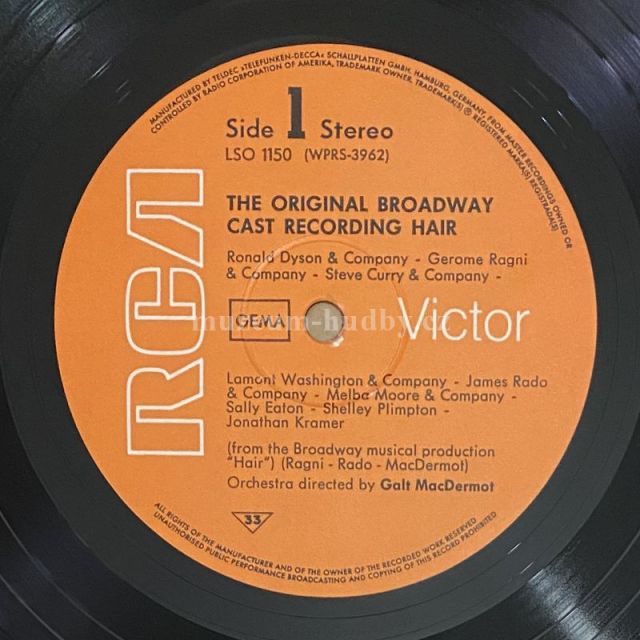 MANUFACTURED BY TELDEC »TELEFUNKEN-DECCA« SCHALLPLATTEN GMBH, HAMBURG, GERMANY, FROM MASTER RECORDINGS OWNED OR
CONTROLLED BY RADIO CORPORATION OF AMERIKA, TRADEMARK OWNER, TRADEMARK(S) ® REGISTERED MARKA(S) REGISTRADA(S)
Side 1 Stereo
LSO 1150 (WPRS-3962)
RCA
THE ORIGINAL BROADWAY
CAST RECORDING HAIR
Ronald Dyson & Company - Gerome Ragni
& Company - Steve Curry & Company -
GEMA
Victor
museum-hudby.cz
Lamont Washington & Company - James Rado
& Company - Melba Moore & Company -
Sally Eaton - Shelley Plimpton -
Jonathan Kramer
(from the Broadway musical production
"Hair") (Ragni - Rado - MacDermot)
Orchestra directed by Galt MacDermot
33
ALL RIGHTS OF THE MANUFACTURER AND OF THE OWNER OF THE RECORDED WORK RESERVED
UNAUTHORISED PUBLIC PERFORMANCE BROADCASTING AND COPYING OF THIS RECORD PROHIBITED